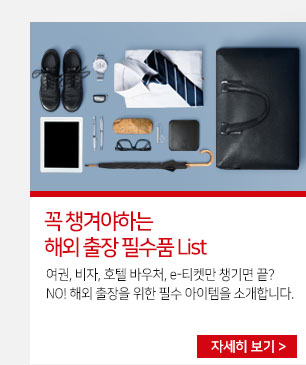 꼭 챙겨야하는
해외 출장 필수품 List
여권, 비자, 호텔 바우처, e-티켓만 챙기면 끝?
NO! 해외 출장을 위한 필수 아이템을 소개합니다.
자세히 보기 >